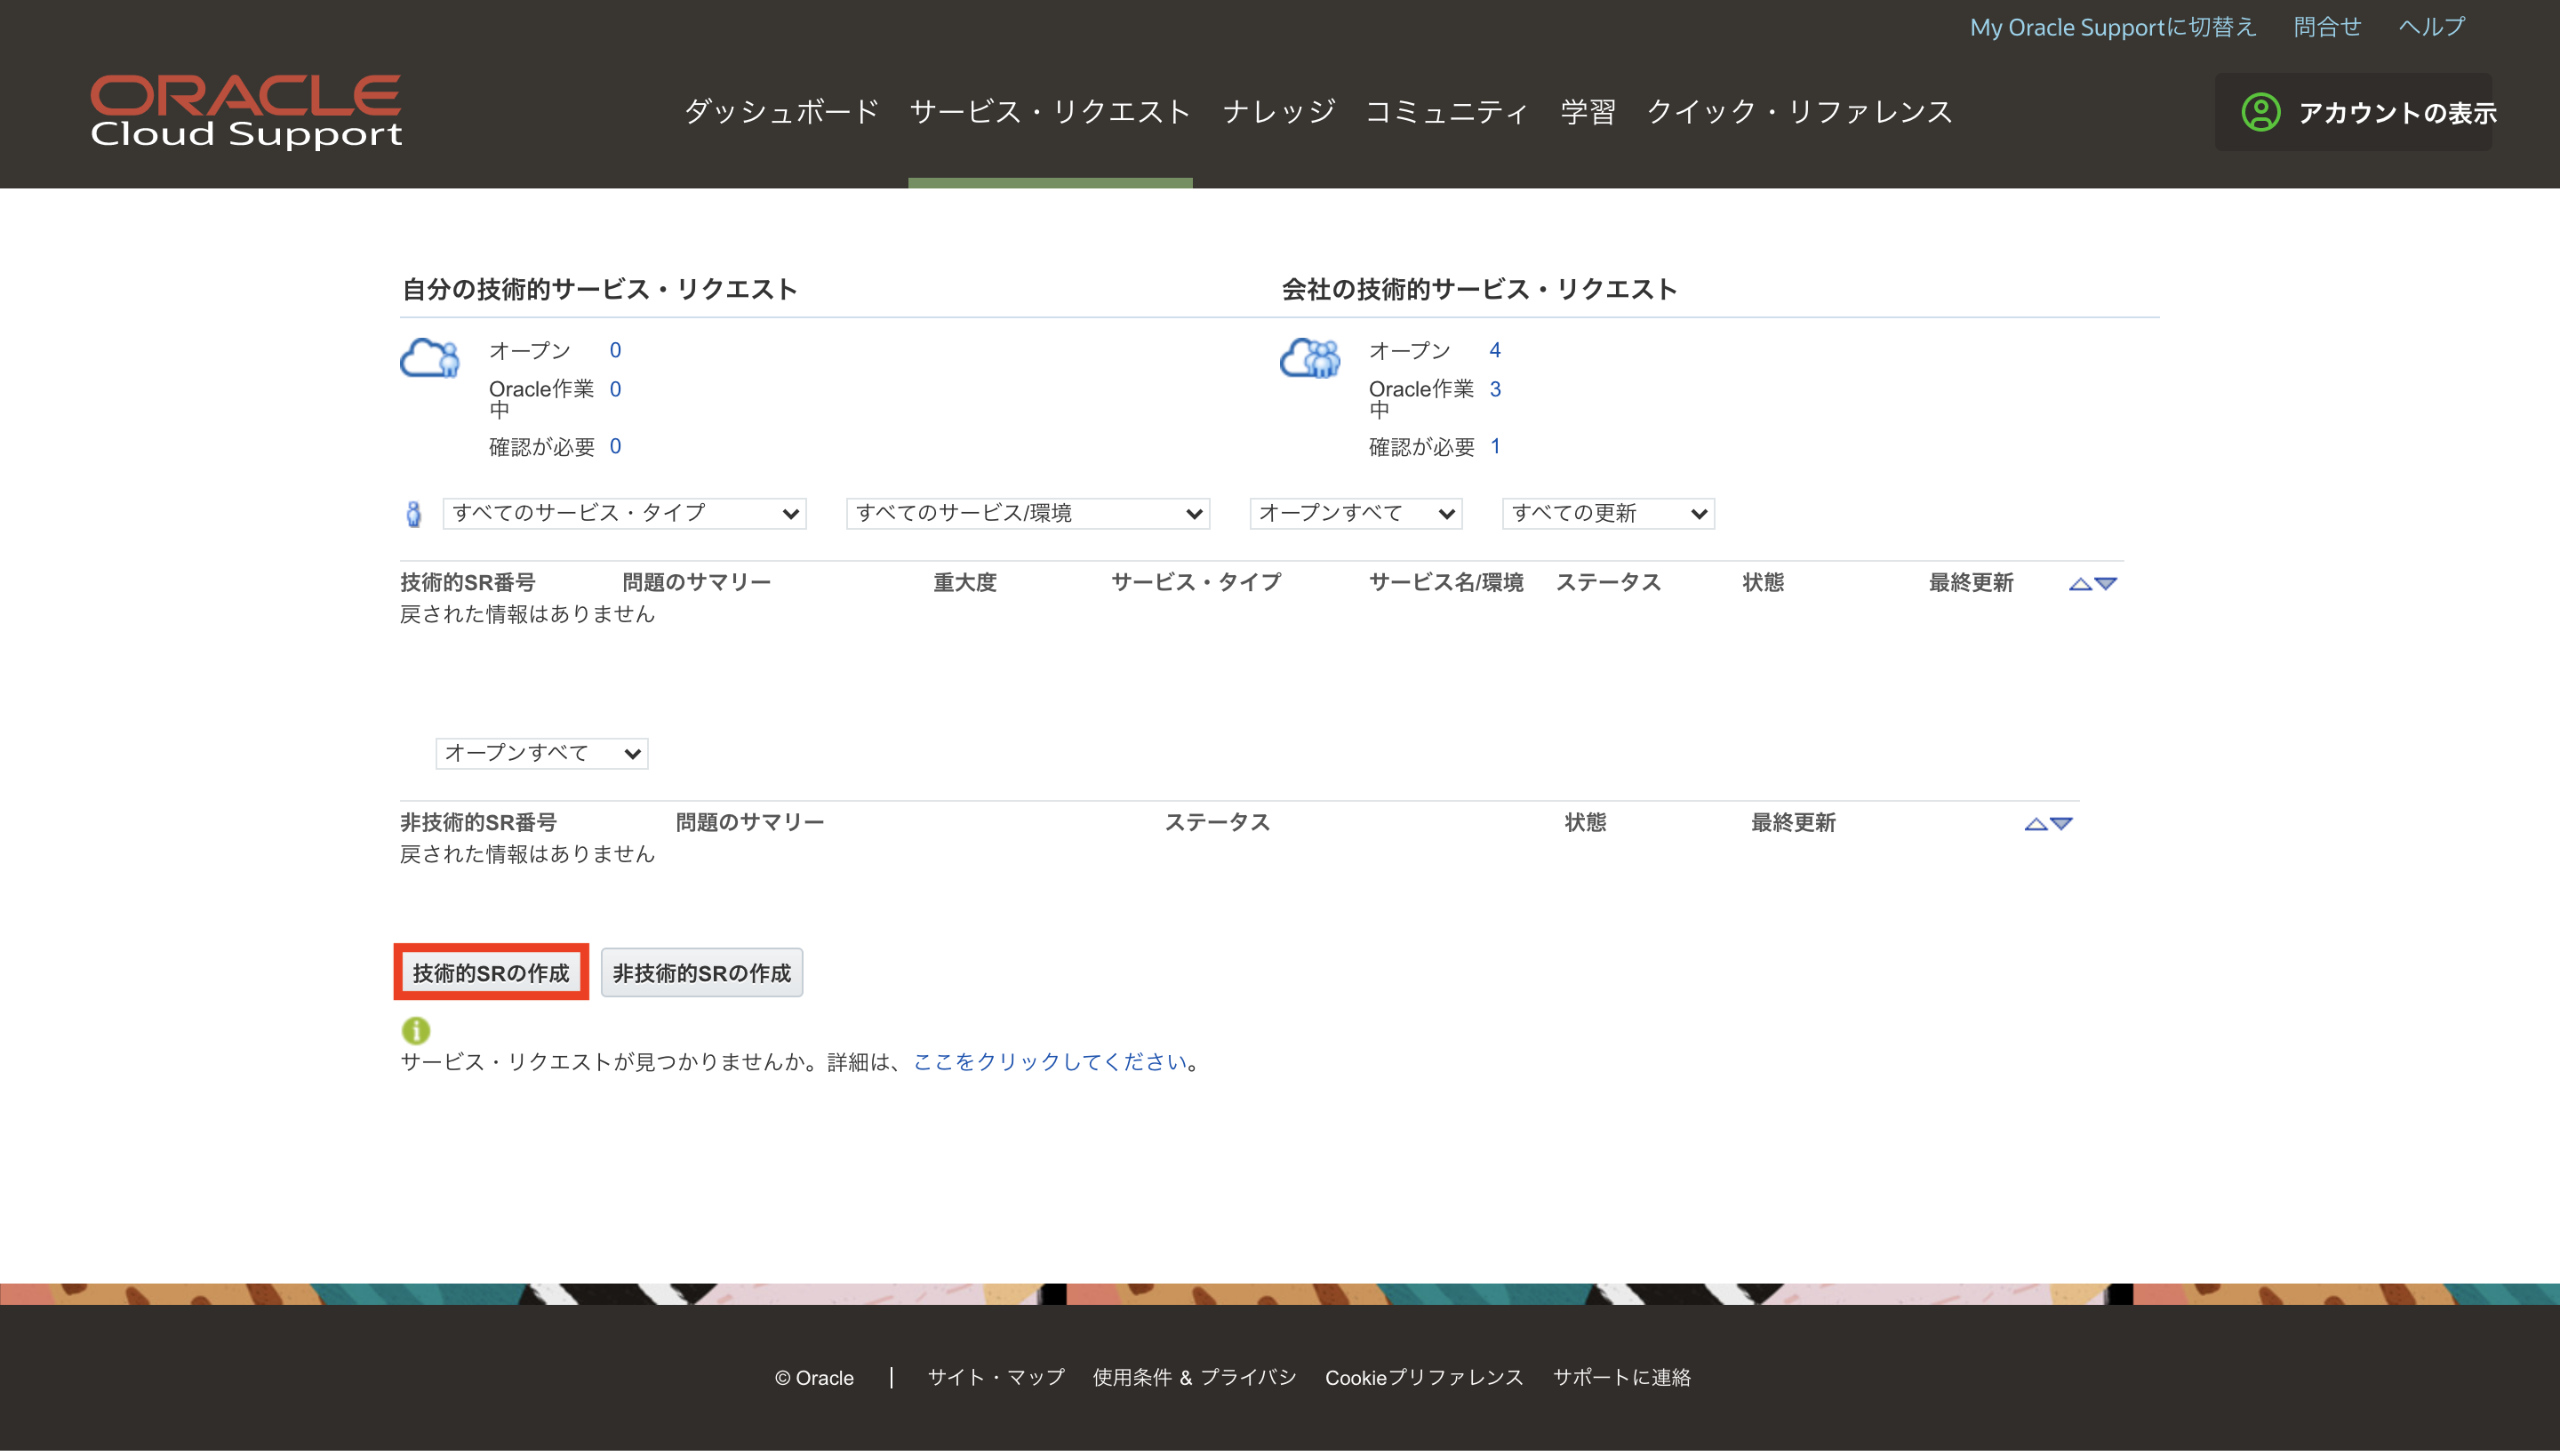 My Oracle Supportに切替え 問合せ ヘルプ
ORACLE
Cloud Support
ダッシュボード サービス・リクエスト ナレッジ コミュニティ 学習 クイック・リファレンス
アカウントの表示
自分の技術的サービス・リクエスト
オープン 0
Oracle作業中 0
確認が必要 0
会社の技術的サービス・リクエスト
オープン 4
Oracle作業中 3
確認が必要 1
すべてのサービス・タイプ すべてのサービス/環境 オープンすべて すべての更新
技術的SR番号 問題のサマリー 重大度 サービス・タイプ サービス名/環境 ステータス 状態 最終更新
戻された情報はありません
オープンすべて
非技術的SR番号 問題のサマリー ステータス 状態 最終更新
戻された情報はありません
技術的SRの作成 非技術的SRの作成
サービス・リクエストが見つかりませんか。詳細は、ここをクリックしてください。
© Oracle | サイト・マップ 使用条件 & プライバシ Cookieプリファレンス サポートに連絡